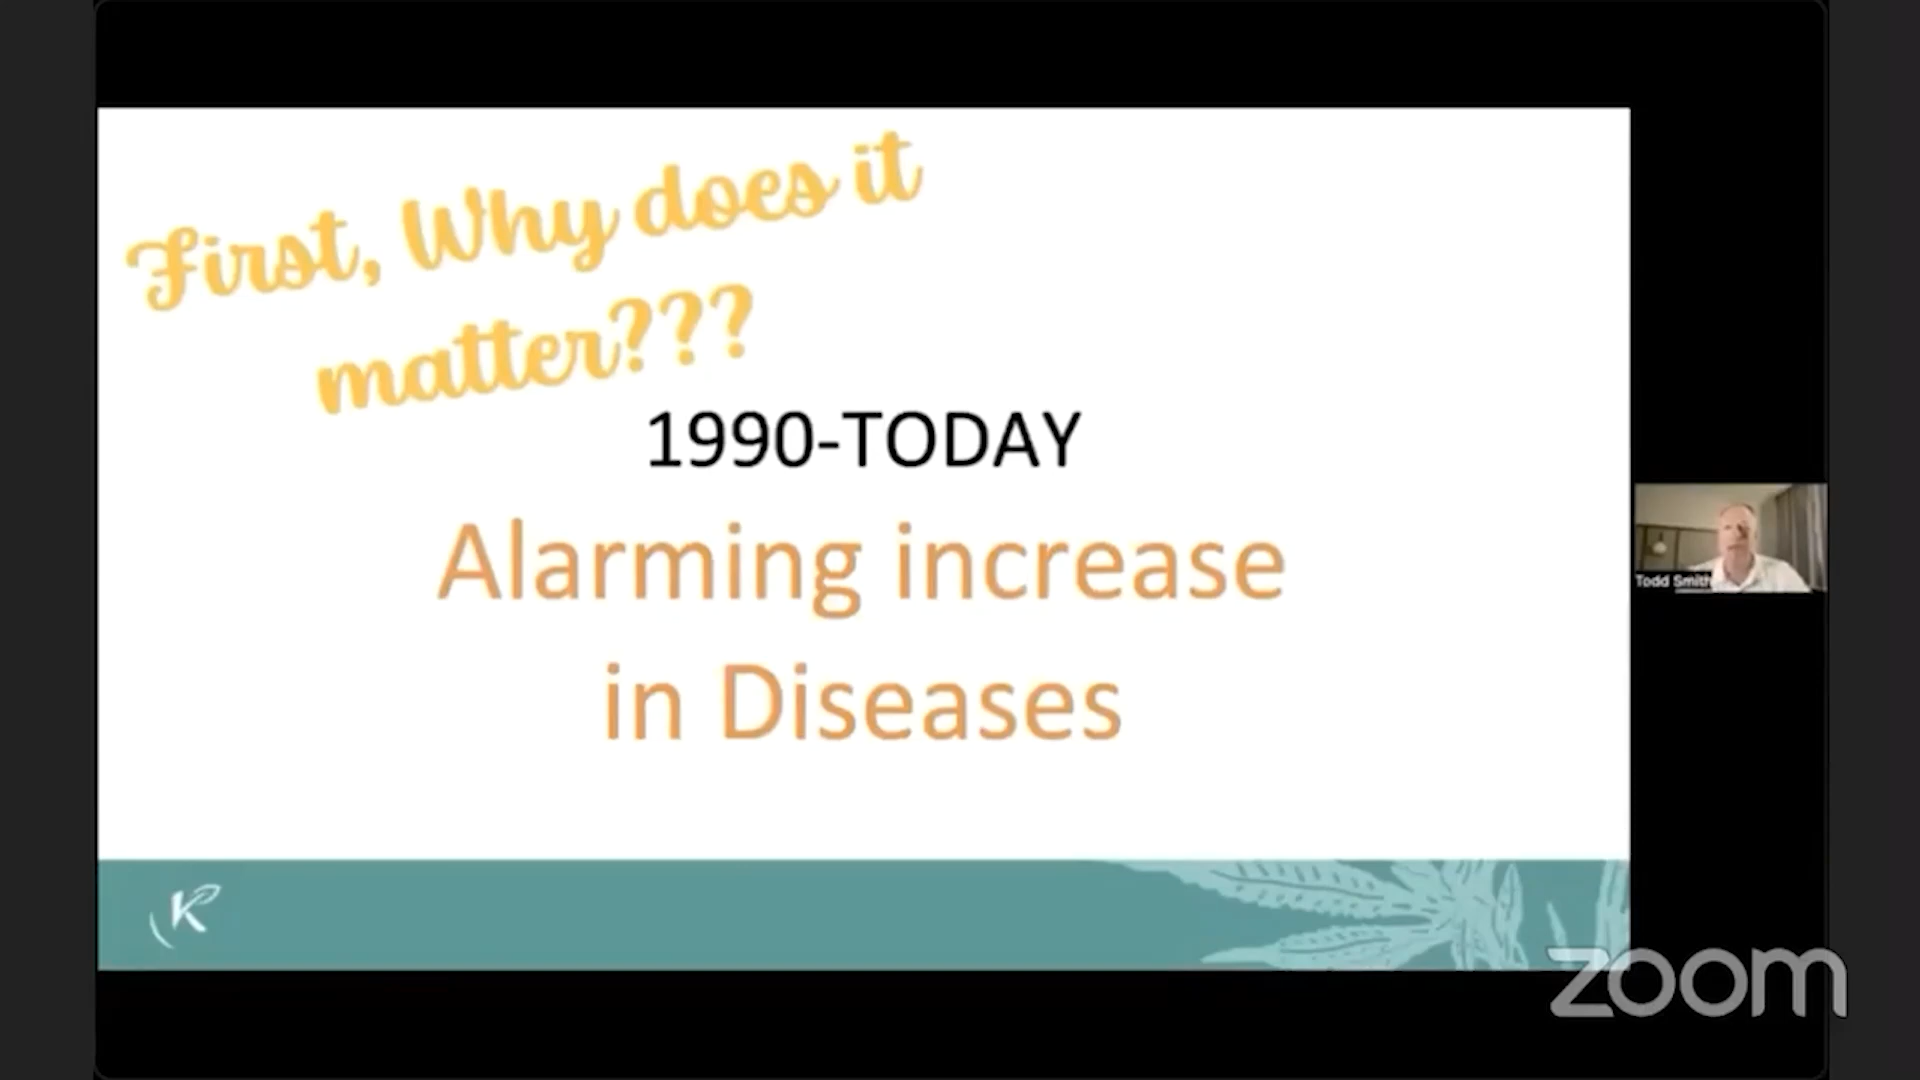 First, Why does it
matter???
1990-TODAY
Alarming increase
in Diseases
Todd Smith
K
zoom